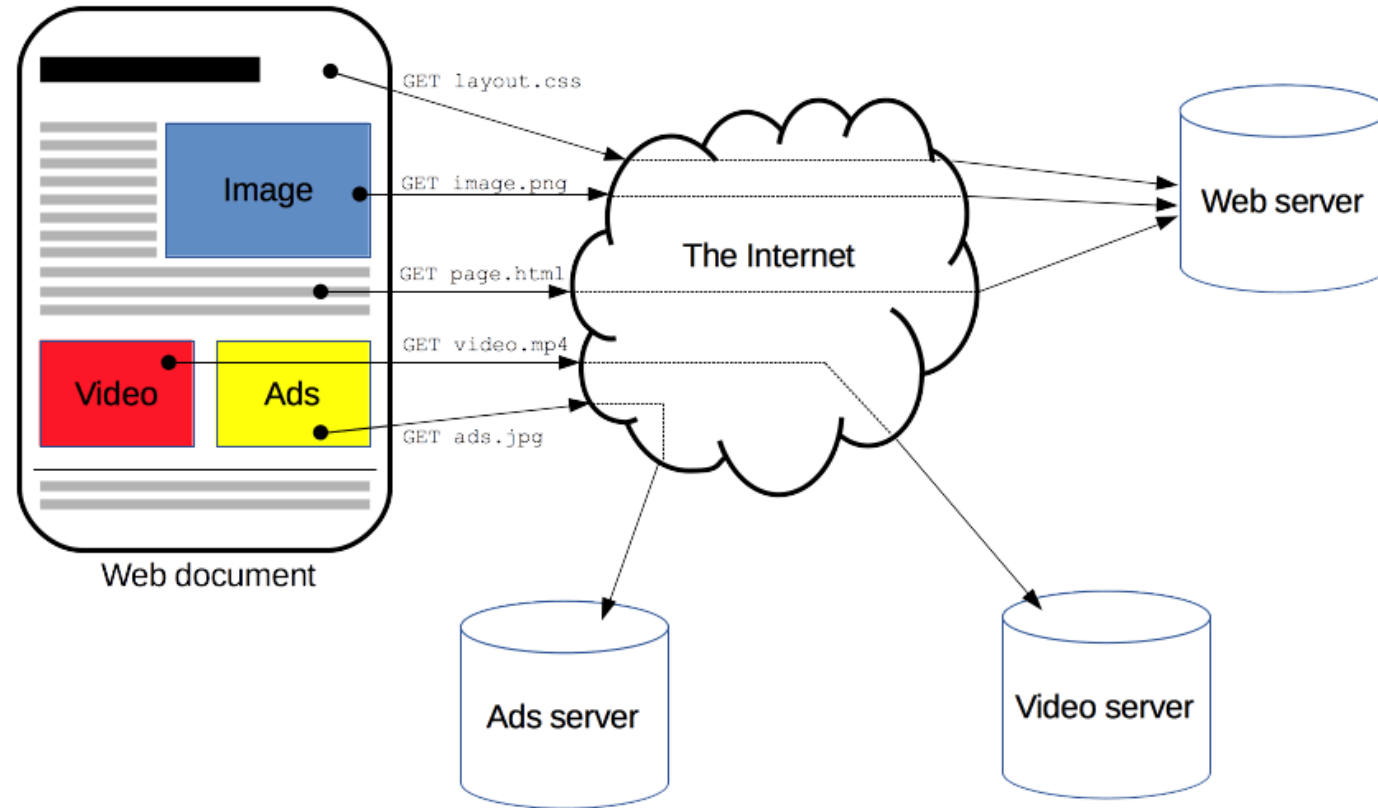 GET layout.css
Image
GET image.png
Web server
The Internet
GET page.html
GET video.mp4
Video
Ads
GET ads.jpg
Web document
Ads server
Video server